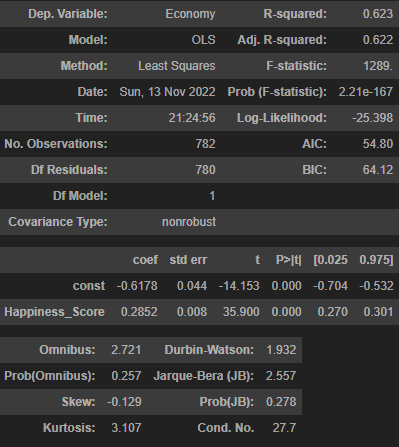 Dep. Variable: Economy R-squared: 0.623
Model: OLS Adj. R-squared: 0.622
Method: Least Squares F-statistic: 1289.
Date: Sun, 13 Nov 2022 Prob (F-statistic): 2.21e-167
Time: 21:24:56 Log-Likelihood: -25.398
No. Observations: 782 AIC: 54.80
Df Residuals: 780 BIC: 64.12
Df Model: 1
Covariance Type: nonrobust
coef std err t P>|t| [0.025 0.975]
const -0.6178 0.044 -14.153 0.000 -0.704 -0.532
Happiness_Score 0.2852 0.008 35.900 0.000 0.270 0.301
Omnibus: 2.721 Durbin-Watson: 1.932
Prob(Omnibus): 0.257 Jarque-Bera (JB): 2.557
Skew: -0.129 Prob(JB): 0.278
Kurtosis: 3.107 Cond. No. 27.7